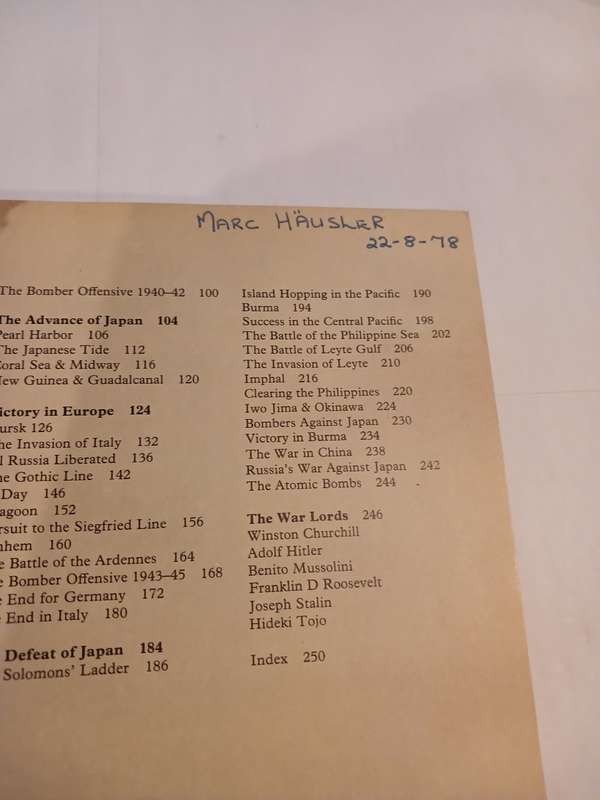 MARC HÄUSLER
22-8-78
The Bomber Offensive 1940–42 100
The Advance of Japan 104
Pearl Harbor 106
The Japanese Tide 112
Coral Sea & Midway 116
New Guinea & Guadalcanal 120
Victory in Europe 124
Kursk 126
The Invasion of Italy 132
Russia Liberated 136
The Gothic Line 142
Day 146
152
Pursuit to the Siegfried Line 156
160
The Battle of the Ardennes 164
The Bomber Offensive 1943–45 168
The End for Germany 172
The End in Italy 180
Defeat of Japan 184
Solomons' Ladder 186
Island Hopping in the Pacific 190
Burma 194
Success in the Central Pacific 198
The Battle of the Philippine Sea 202
The Battle of Leyte Gulf 206
The Invasion of Leyte 210
Imphal 216
Clearing the Philippines 220
Iwo Jima & Okinawa 224
Bombers Against Japan 230
Victory in Burma 234
The War in China 238
Russia's War Against Japan 242
The Atomic Bombs 244
The War Lords 246
Winston Churchill
Adolf Hitler
Benito Mussolini
Franklin D Roosevelt
Joseph Stalin
Hideki Tojo
Index 250